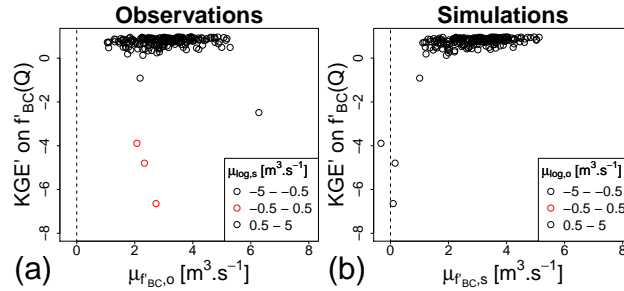 Observations
KGE' on f'BC(Q)
0
−2
−4
−6
−8
μlog,s [m³.s⁻¹]
−5 − −0.5
−0.5 − 0.5
0.5 − 5
0 2 4 6 8
(a)
μf'BC,o [m³.s⁻¹]
Simulations
KGE' on f'BC(Q)
0
−2
−4
−6
−8
μlog,o [m³.s⁻¹]
−5 − −0.5
−0.5 − 0.5
0.5 − 5
0 2 4 6 8
(b)
μf'BC,s [m³.s⁻¹]